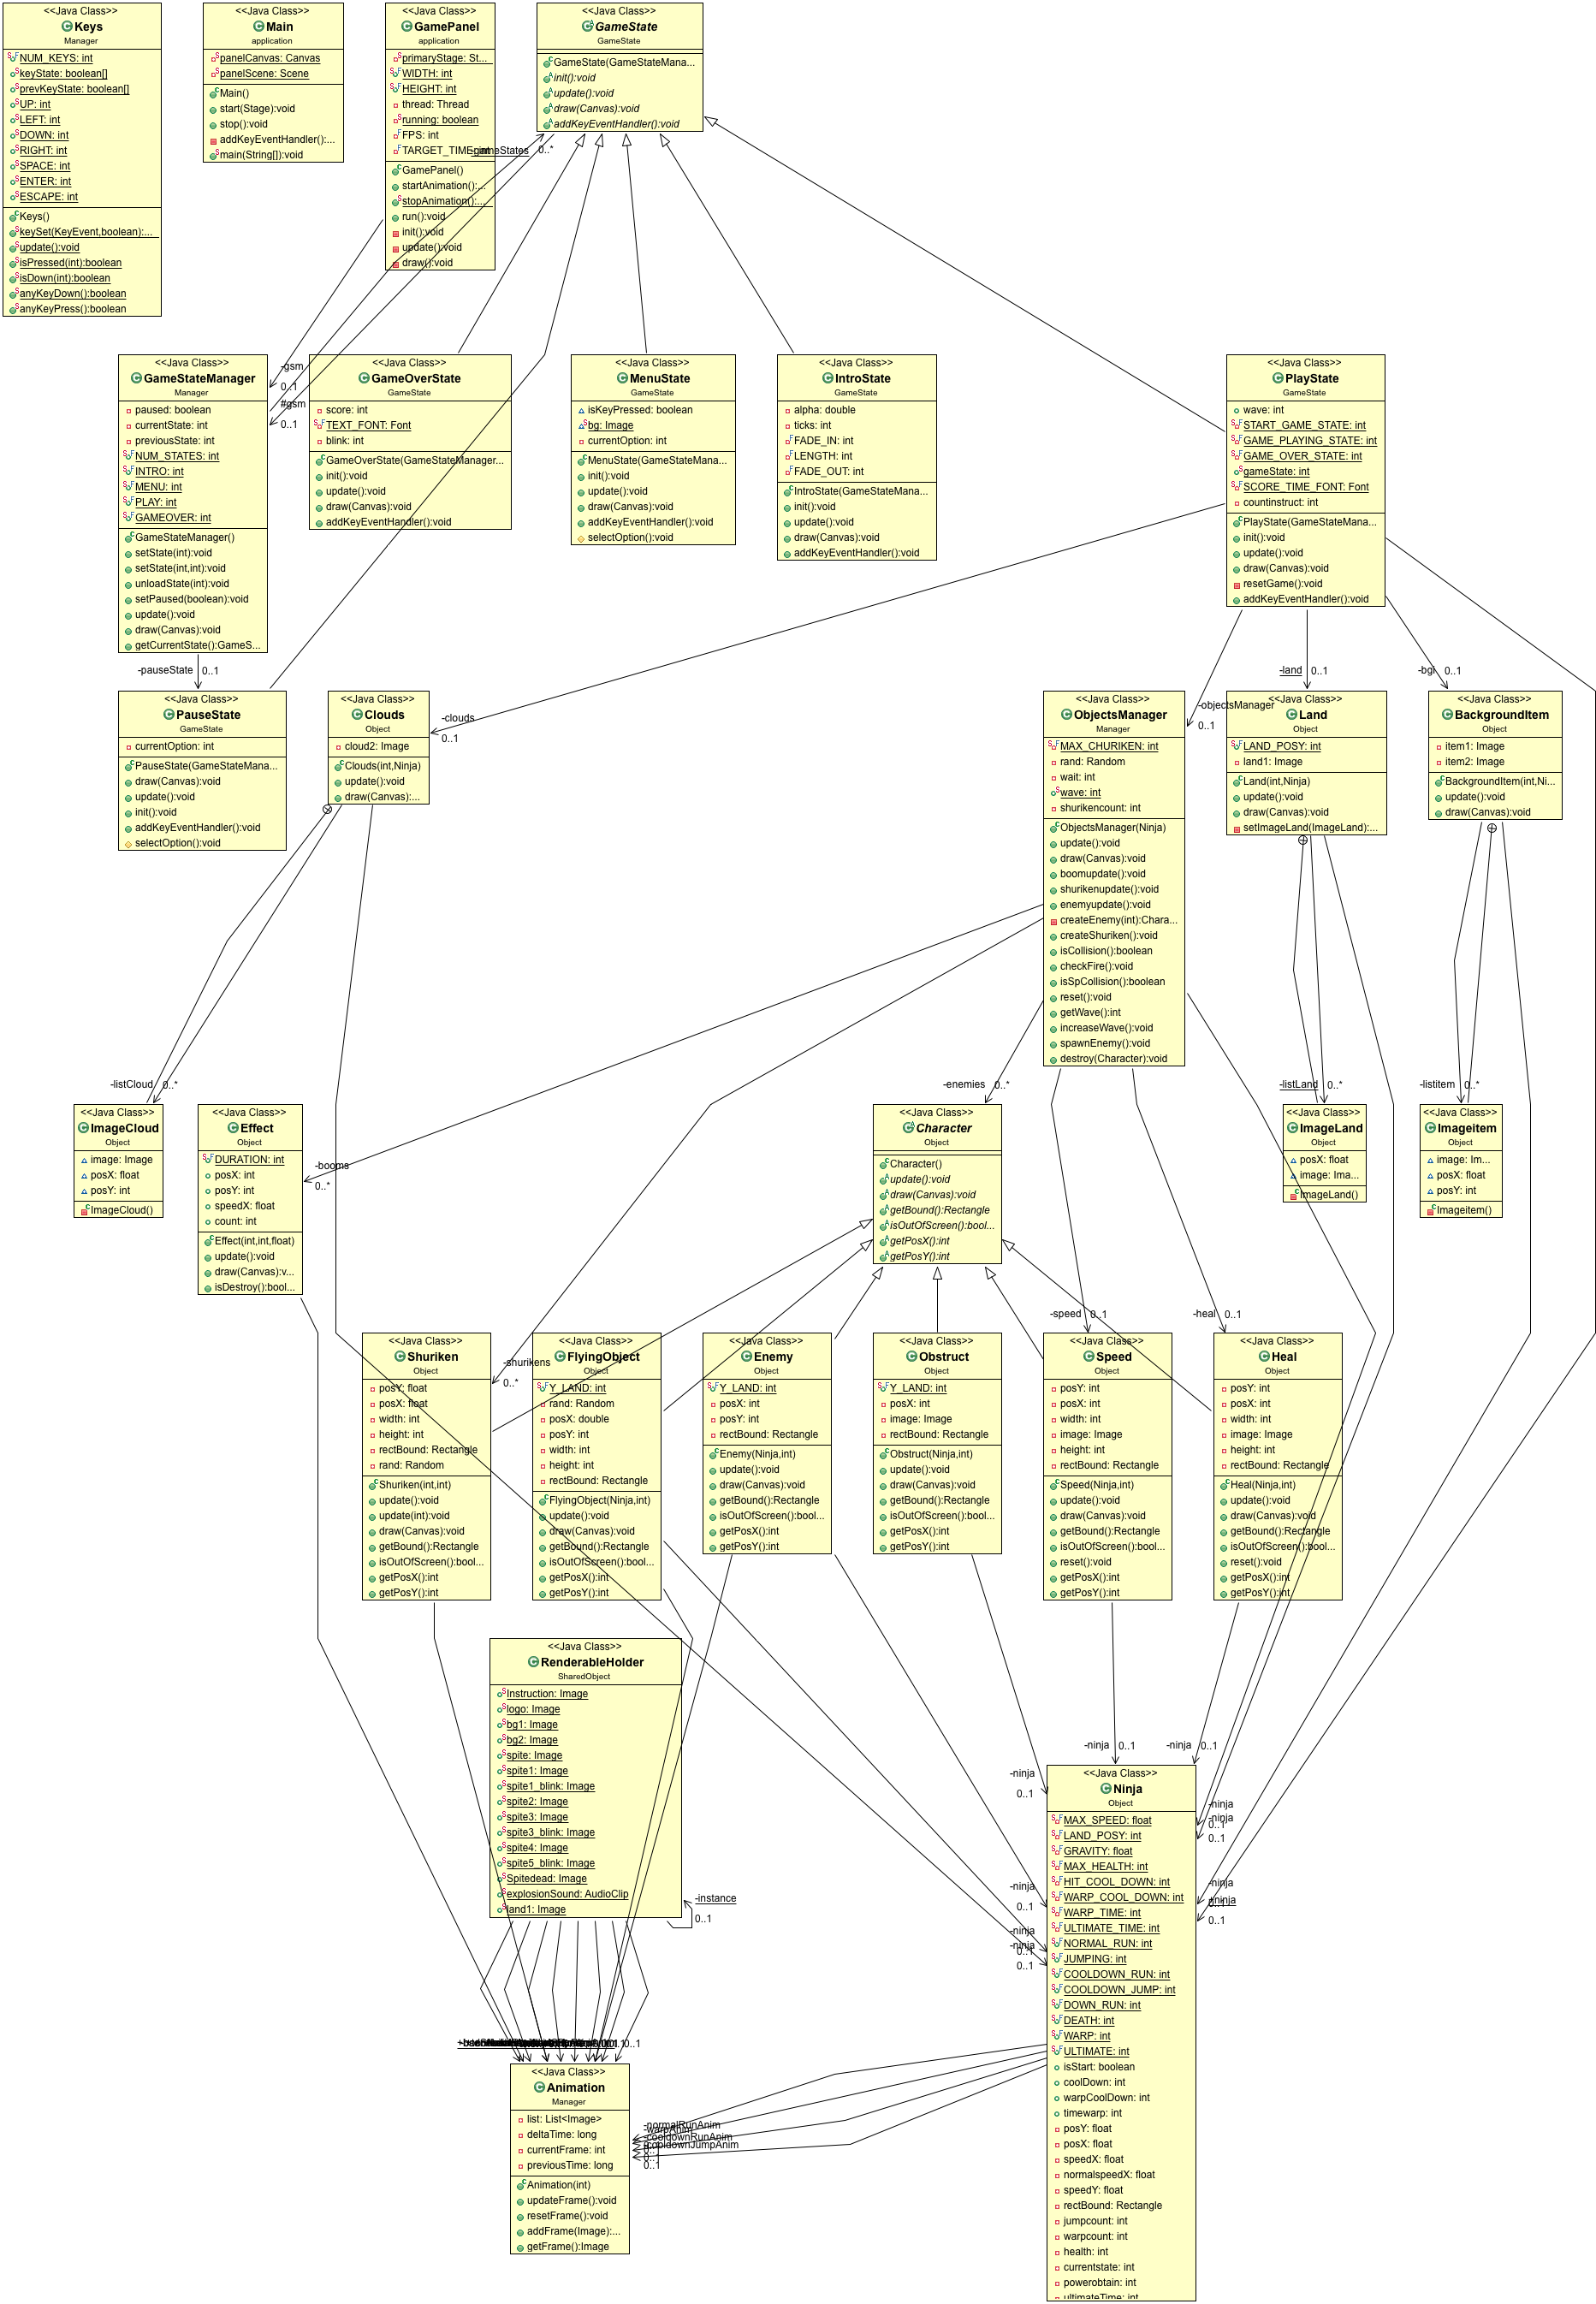 <<Java Class>>
Keys
Manager
NUM_KEYS: int
keyState: boolean[]
prevKeyState: boolean[]
UP: int
LEFT: int
DOWN: int
RIGHT: int
SPACE: int
ENTER: int
ESCAPE: int
Keys()
keySet(KeyEvent,boolean):...
update():void
isPressed(int):boolean
isDown(int):boolean
anyKeyDown():boolean
anyKeyPress():boolean
<<Java Class>>
Main
application
panelCanvas: Canvas
panelScene: Scene
Main()
start(Stage):void
stop():void
addKeyEventHandler():...
main(String[]):void
<<Java Class>>
GamePanel
application
primaryStage: St...
WIDTH: int
HEIGHT: int
thread: Thread
running: boolean
FPS: int
TARGET_TIME: int
GamePanel()
startAnimation():...
stopAnimation():...
run():void
init():void
update():void
draw():void
<<Java Class>>
GameState
GameState
GameState(GameStateMana...
init():void
update():void
draw(Canvas):void
addKeyEventHandler():void
-gameStates
0..*
-gsm
0..1
#gsm
0..1
<<Java Class>>
GameStateManager
Manager
paused: boolean
currentState: int
previousState: int
NUM_STATES: int
INTRO: int
MENU: int
PLAY: int
GAMEOVER: int
GameStateManager()
setState(int):void
setState(int,int):void
unloadState(int):void
setPaused(boolean):void
update():void
draw(Canvas):void
getCurrentState():GameS...
<<Java Class>>
GameOverState
GameState
score: int
TEXT_FONT: Font
blink: int
GameOverState(GameStateManager...
init():void
update():void
draw(Canvas):void
addKeyEventHandler():void
<<Java Class>>
MenuState
GameState
isKeyPressed: boolean
bg: Image
currentOption: int
MenuState(GameStateMana...
init():void
update():void
draw(Canvas):void
addKeyEventHandler():void
selectOption():void
<<Java Class>>
IntroState
GameState
alpha: double
ticks: int
FADE_IN: int
LENGTH: int
FADE_OUT: int
IntroState(GameStateMana...
init():void
update():void
draw(Canvas):void
addKeyEventHandler():void
<<Java Class>>
PlayState
GameState
wave: int
START_GAME_STATE: int
GAME_PLAYING_STATE: int
GAME_OVER_STATE: int
gameState: int
SCORE_TIME_FONT: Font
countinstruct: int
PlayState(GameStateMana...
init():void
update():void
draw(Canvas):void
resetGame():void
addKeyEventHandler():void
-pauseState
0..1
-land
0..1
-bgi
0..1
-objectsManager
0..1
-clouds
0..1
<<Java Class>>
PauseState
GameState
currentOption: int
PauseState(GameStateMana...
draw(Canvas):void
update():void
init():void
addKeyEventHandler():void
selectOption():void
<<Java Class>>
Clouds
Object
cloud2: Image
Clouds(int,Ninja)
update():void
draw(Canvas):...
<<Java Class>>
ObjectsManager
Manager
MAX_CHURIKEN: int
rand: Random
wait: int
wave: int
shurikencount: int
ObjectsManager(Ninja)
update():void
draw(Canvas):void
boomupdate():void
shurikenupdate():void
enemyupdate():void
createEnemy(int):Chara...
createShuriken():void
isCollision():boolean
checkFire():void
isSpCollision():boolean
reset():void
getWave():int
increaseWave():void
spawnEnemy():void
destroy(Character):void
<<Java Class>>
Land
Object
LAND_POSY: int
land1: Image
Land(int,Ninja)
update():void
draw(Canvas):void
setImageLand(ImageLand):...
<<Java Class>>
BackgroundItem
Object
item1: Image
item2: Image
BackgroundItem(int,Ni...
update():void
draw(Canvas):void
-listCloud
0..*
-booms
0..*
-enemies
0..*
-listLand
0..*
-listitem
0..*
<<Java Class>>
ImageCloud
Object
image: Image
posX: float
posY: int
ImageCloud()
<<Java Class>>
Effect
Object
DURATION: int
posX: int
posY: int
speedX: float
count: int
Effect(int,int,float)
update():void
draw(Canvas):v...
isDestroy():bool...
<<Java Class>>
Character
Object
Character()
update():void
draw(Canvas):void
getBound():Rectangle
isOutOfScreen():bool...
getPosX():int
getPosY():int
<<Java Class>>
ImageLand
Object
posX: float
image: Ima...
ImageLand()
<<Java Class>>
Imageitem
Object
image: Im...
posX: float
posY: int
Imageitem()
-speed
0..1
-heal
0..1
-shurikens
0..*
<<Java Class>>
Shuriken
Object
posY: float
posX: float
width: int
height: int
rectBound: Rectangle
rand: Random
Shuriken(int,int)
update():void
update(int):void
draw(Canvas):void
getBound():Rectangle
isOutOfScreen():bool...
getPosX():int
getPosY():int
<<Java Class>>
FlyingObject
Object
Y_LAND: int
rand: Random
posX: double
posY: int
width: int
height: int
rectBound: Rectangle
FlyingObject(Ninja,int)
update():void
draw(Canvas):void
getBound():Rectangle
isOutOfScreen():bool...
getPosX():int
getPosY():int
<<Java Class>>
Enemy
Object
Y_LAND: int
posX: int
posY: int
rectBound: Rectangle
Enemy(Ninja,int)
update():void
draw(Canvas):void
getBound():Rectangle
isOutOfScreen():bool...
getPosX():int
getPosY():int
<<Java Class>>
Obstruct
Object
Y_LAND: int
posX: int
image: Image
rectBound: Rectangle
Obstruct(Ninja,int)
update():void
draw(Canvas):void
getBound():Rectangle
isOutOfScreen():bool...
getPosX():int
getPosY():int
<<Java Class>>
Speed
Object
posY: int
posX: int
width: int
image: Image
height: int
rectBound: Rectangle
Speed(Ninja,int)
update():void
draw(Canvas):void
getBound():Rectangle
isOutOfScreen():bool...
reset():void
getPosX():int
getPosY():int
<<Java Class>>
Heal
Object
posY: int
posX: int
width: int
image: Image
height: int
rectBound: Rectangle
Heal(Ninja,int)
update():void
draw(Canvas):void
getBound():Rectangle
isOutOfScreen():bool...
reset():void
getPosX():int
getPosY():int
<<Java Class>>
RenderableHolder
SharedObject
Instruction: Image
logo: Image
bg1: Image
bg2: Image
spite: Image
spite1: Image
spite1_blink: Image
spite2: Image
spite3: Image
spite3_blink: Image
spite4: Image
spite5_blink: Image
Spitedead: Image
explosionSound: AudioClip
land1: Image
-instance
0..1
-ninja
0..1
-ninja
0..1
-ninja
0..1
-ninja
-ninja
0..1
-ninja
0..1
-ninja
-ninja
0..1
-ninja
-ninja
0..1
<<Java Class>>
Ninja
Object
MAX_SPEED: float
LAND_POSY: int
GRAVITY: float
MAX_HEALTH: int
HIT_COOL_DOWN: int
WARP_COOL_DOWN: int
WARP_TIME: int
ULTIMATE_TIME: int
NORMAL_RUN: int
JUMPING: int
COOLDOWN_RUN: int
COOLDOWN_JUMP: int
DOWN_RUN: int
DEATH: int
WARP: int
ULTIMATE: int
isStart: boolean
coolDown: int
warpCoolDown: int
timewarp: int
posY: float
posX: float
speedX: float
normalspeedX: float
speedY: float
rectBound: Rectangle
jumpcount: int
warpcount: int
health: int
currentstate: int
powerobtain: int
ultimateTime: int
0..1
<<Java Class>>
Animation
Manager
list: List<Image>
deltaTime: long
currentFrame: int
previousTime: long
Animation(int)
updateFrame():void
resetFrame():void
addFrame(Image):...
getFrame():Image
-normalRunAnim
-warpAnim
-cooldownRunAnim
-cooldownJumpAnim
0..1
0..1